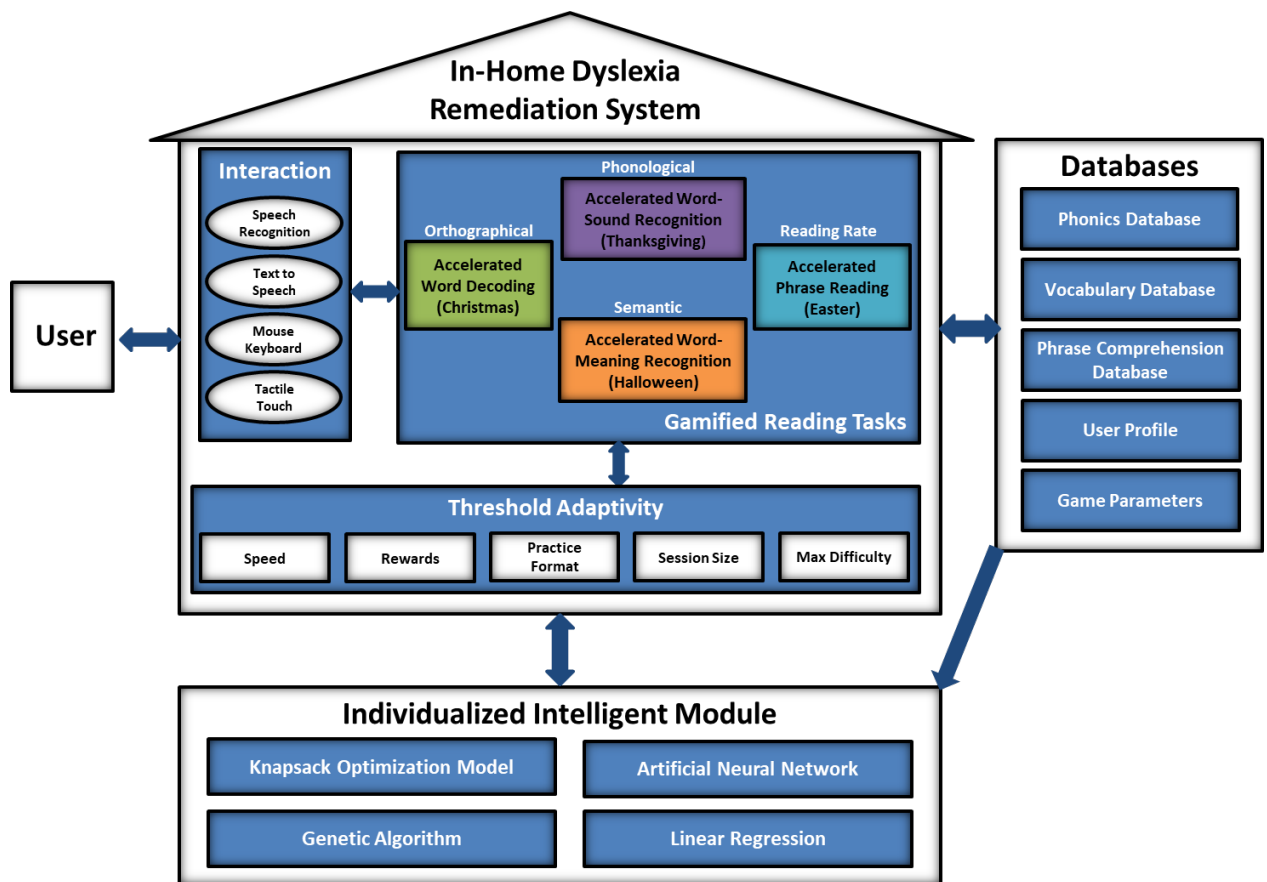 In-Home Dyslexia
Remediation System
Interaction
Speech
Recognition
Text to
Speech
Mouse
Keyboard
Tactile
Touch
Phonological
Accelerated Word-
Sound Recognition
(Thanksgiving)
Orthographical
Accelerated
Word Decoding
(Christmas)
Reading Rate
Accelerated
Phrase Reading
(Easter)
Semantic
Accelerated Word-
Meaning Recognition
(Halloween)
Gamified Reading Tasks
User
Threshold Adaptivity
Speed
Rewards
Practice
Format
Session Size
Max Difficulty
Databases
Phonics Database
Vocabulary Database
Phrase Comprehension
Database
User Profile
Game Parameters
Individualized Intelligent Module
Knapsack Optimization Model
Artificial Neural Network
Genetic Algorithm
Linear Regression